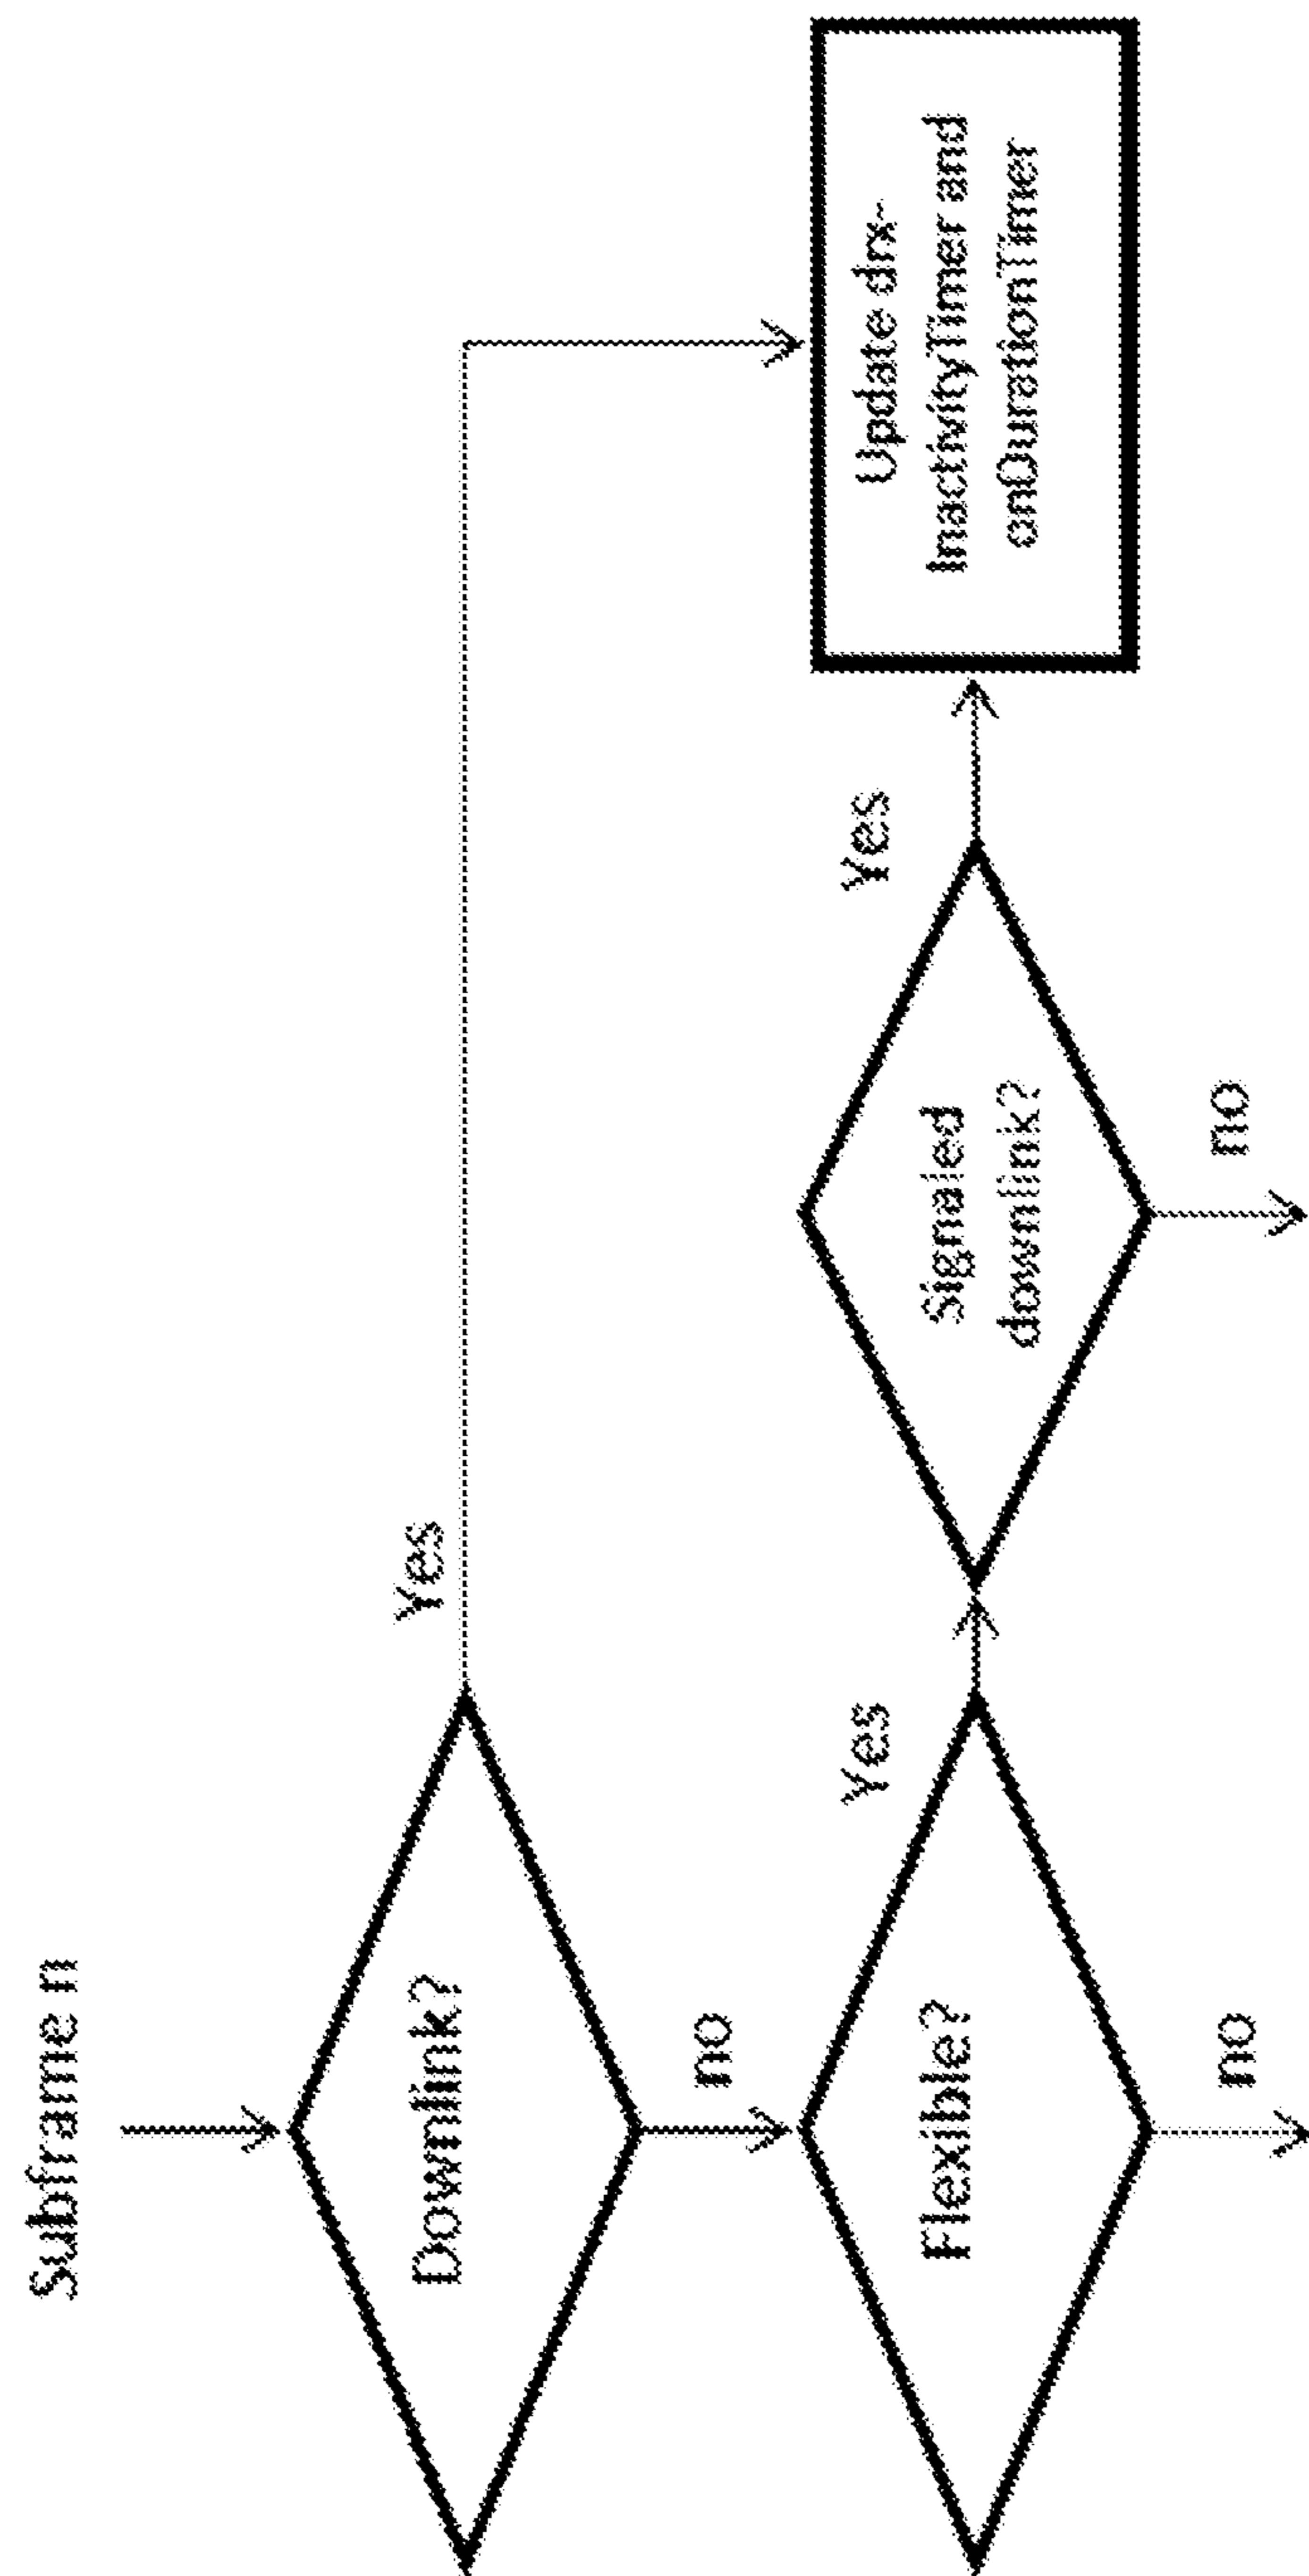 Subframe n
Downlink?
Yes
no
Flexible?
Yes
no
Signaled
downlink?
Yes
no
Update drx-
InactivityTimer and
onDurationTimer